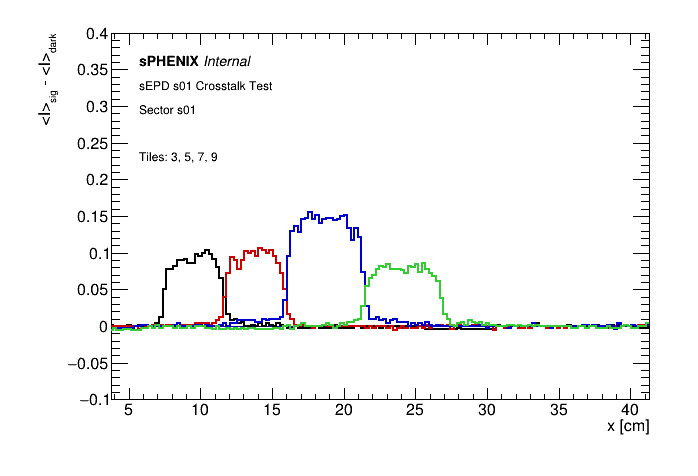 <I>sig - <I>dark
0.4
0.35
0.3
0.25
0.2
0.15
0.1
0.05
0
−0.05
−0.1
sPHENIX Internal
sEPD s01 Crosstalk Test
Sector s01
Tiles: 3, 5, 7, 9
5 10 15 20 25 30 35 40
x [cm]